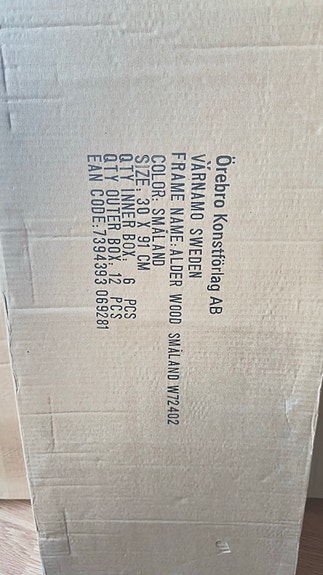 Örebro Konstförlag AB
VÄRNAMO SWEDEN
FRAME NAME: ALDER WOOD SMÅLAND W72402
COLOR: SMÅLAND
SIZE: 30 X 91 CM
QTY INNER BOX: 6 PCS
QTY OUTER BOX: 12 PCS
EAN CODE: 7394393 069281